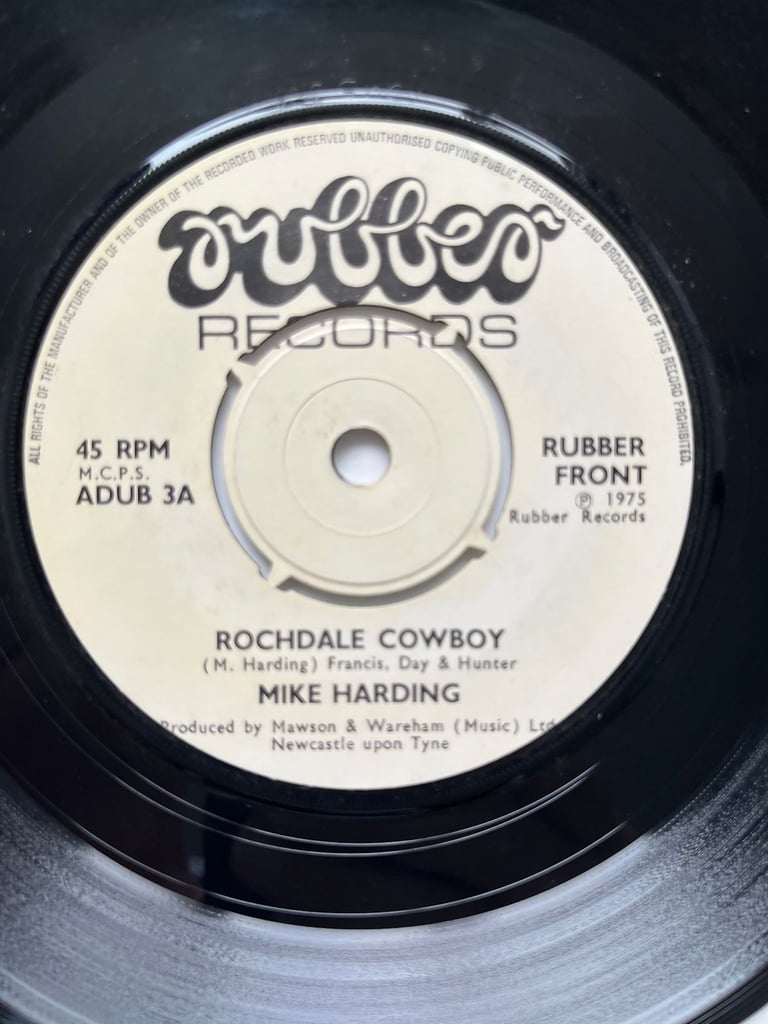 ALL RIGHTS OF THE MANUFACTURER AND OF THE OWNER OF THE RECORDED WORK RESERVED UNAUTHORISED COPYING PUBLIC PERFORMANCE AND BROADCASTING OF THIS RECORD PROHIBITED.
rubber
RECORDS
45 RPM
M.C.P.S.
ADUB 3A
RUBBER
FRONT
℗ 1975
Rubber Records
ROCHDALE COWBOY
(M. Harding) Francis, Day & Hunter
MIKE HARDING
Produced by Mawson & Wareham (Music) Ltd
Newcastle upon Tyne